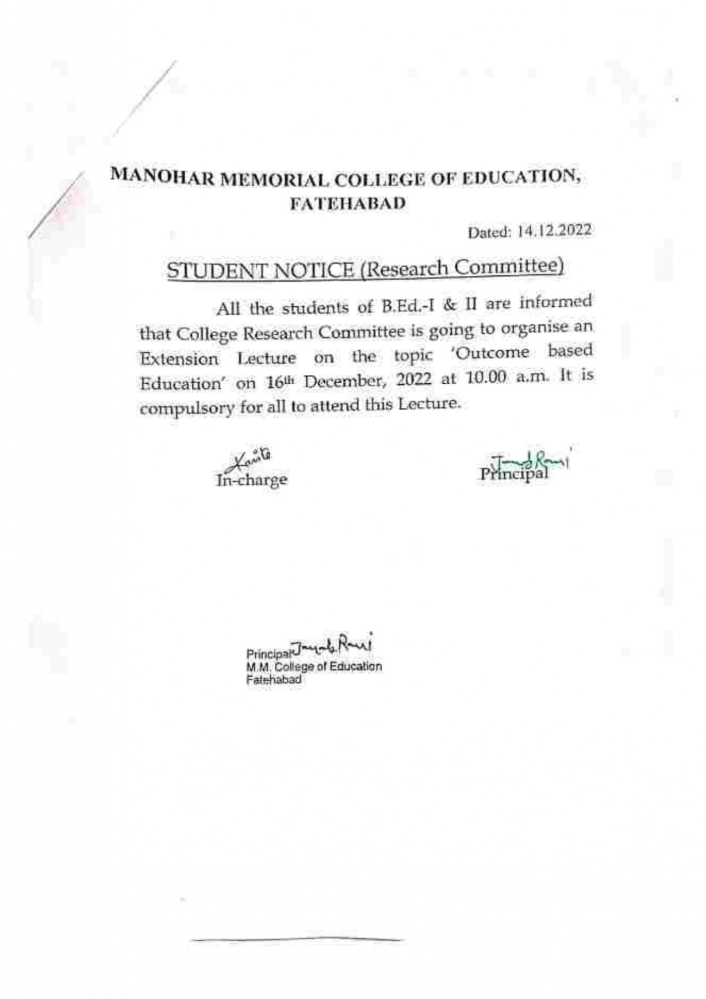 MANOHAR MEMORIAL COLLEGE OF EDUCATION,
FATEHABAD
Dated: 14.12.2022
STUDENT NOTICE (Research Committee)
All the students of B.Ed.-I & II are informed
that College Research Committee is going to organise an
Extension Lecture on the topic ‘Outcome based
Education’ on 16th December, 2022 at 10.00 a.m. It is
compulsory for all to attend this Lecture.
In-charge
Principal
Principal
M.M. College of Education
Fatehabad